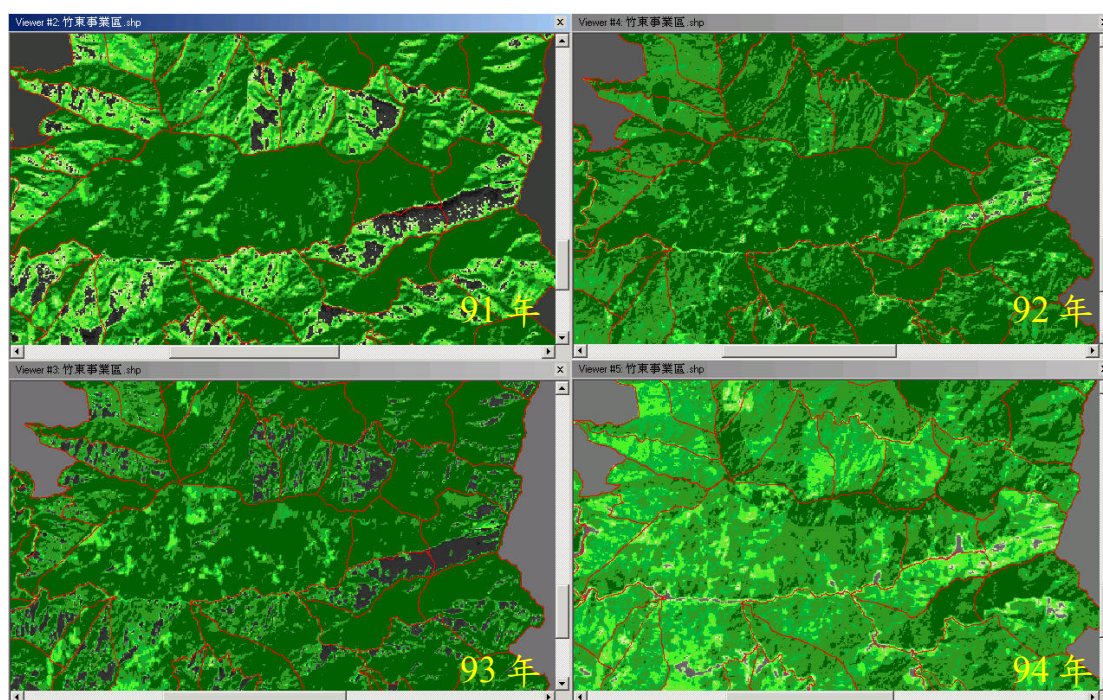 Viewer #2: 竹東事業區.shp
Viewer #4: 竹東事業區.shp
91 年
92 年
Viewer #3: 竹東事業區.shp
Viewer #5: 竹東事業區.shp
93 年
94 年